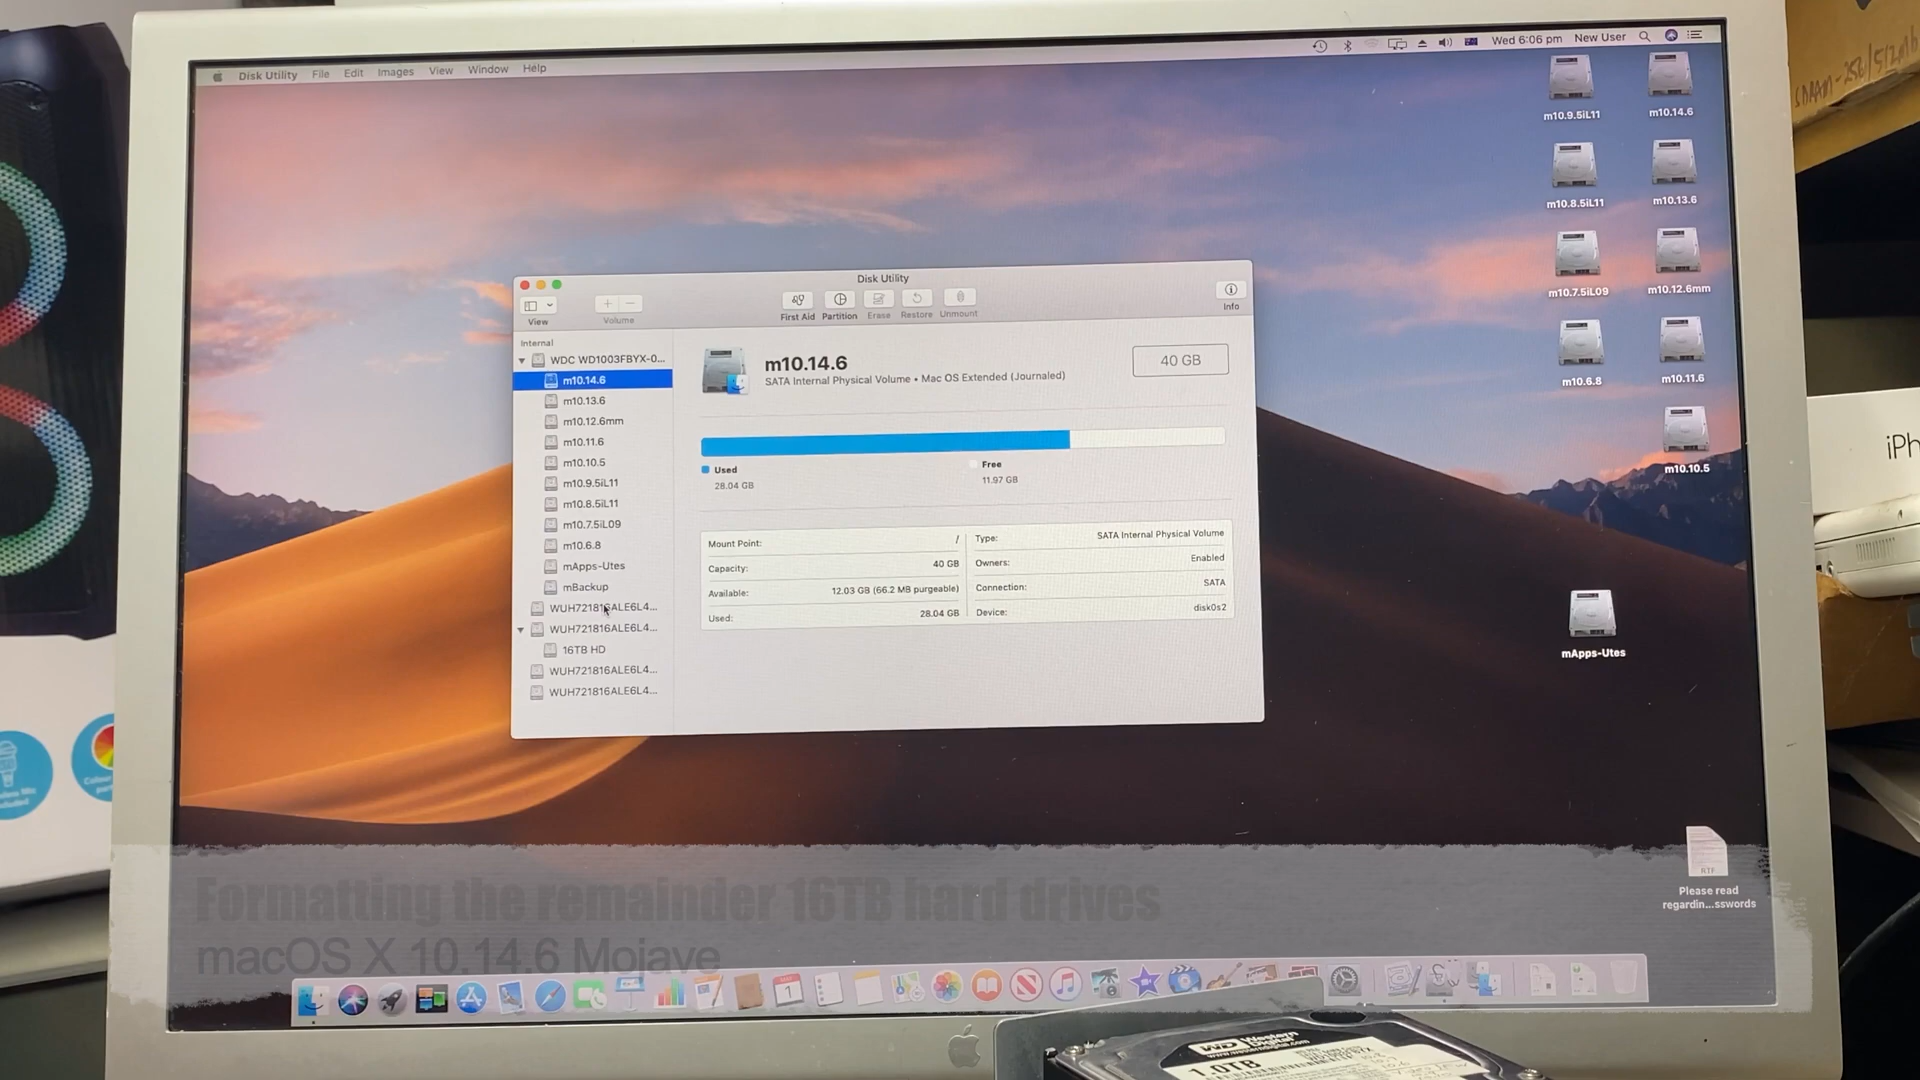 Disk Utility File Edit Images View Window Help
Wed 6:06 pm New User
m10.9.5iL11
m10.14.6
m10.8.5iL11
m10.13.6
m10.7.5iL09
m10.12.6mm
m10.6.8
m10.11.6
m10.10.5
mApps-Utes
Please read
regardin...sswords
RTF
Disk Utility
View
Volume
First Aid
Partition
Erase
Restore
Unmount
Info
Internal
WDC WD1003FBYX-0...
m10.14.6
m10.13.6
m10.12.6mm
m10.11.6
m10.10.5
m10.9.5iL11
m10.8.5iL11
m10.7.5iL09
m10.6.8
mApps-Utes
mBackup
WUH721816ALE6L4...
WUH721816ALE6L4...
16TB HD
WUH721816ALE6L4...
WUH721816ALE6L4...
m10.14.6
SATA Internal Physical Volume • Mac OS Extended (Journaled)
40 GB
Used
28.04 GB
Free
11.97 GB
Mount Point: /
Capacity: 40 GB
Available: 12.03 GB (66.2 MB purgeable)
Used: 28.04 GB
Type: SATA Internal Physical Volume
Owners: Enabled
Connection: SATA
Device: disk0s2
Formatting the remainder 16TB hard drives
macOS X 10.14.6 Mojave
1
iPh
WD Western
Digital
1.0TB